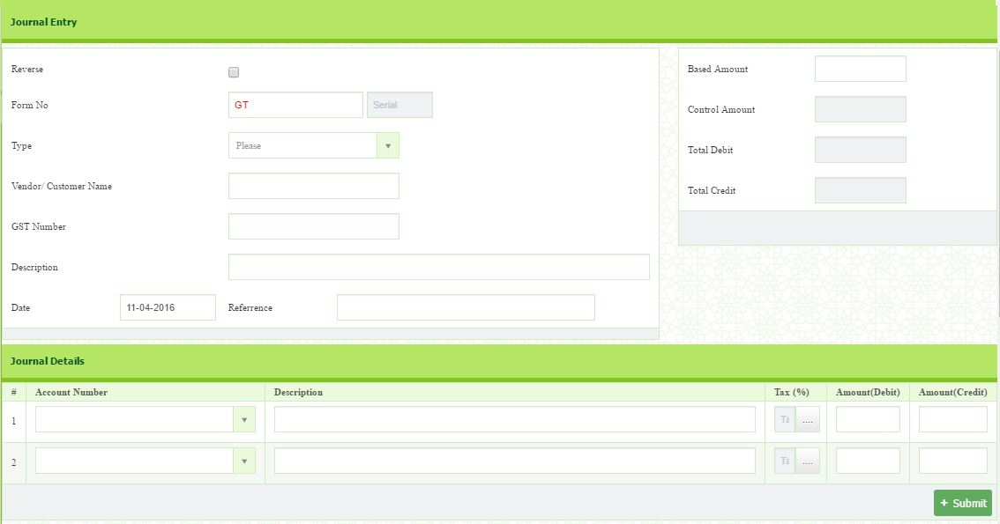 Journal Entry
Reverse
Form No GT Serial
Type Please
Vendor/ Customer Name
GST Number
Description
Date 11-04-2016 Referrence
Based Amount
Control Amount
Total Debit
Total Credit
Journal Details
# Account Number Description Tax (%) Amount(Debit) Amount(Credit)
1 Ta ....
2 Ta ....
+ Submit